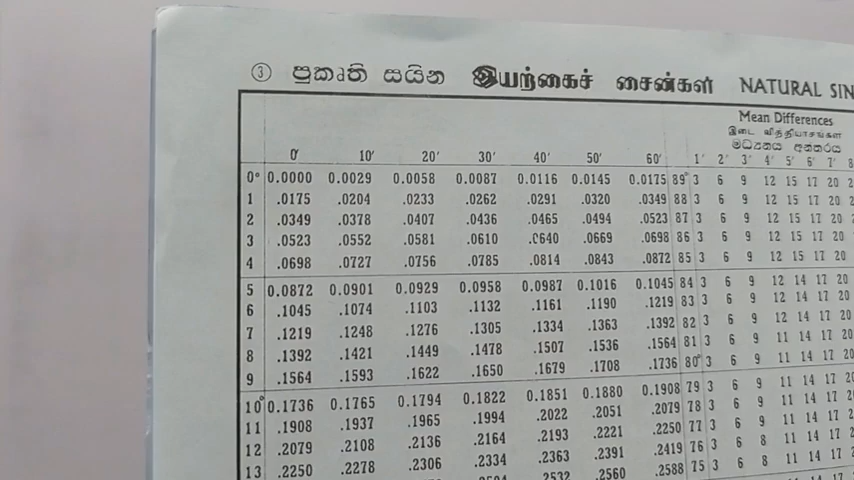 ③ ප්‍රකෘති සයින இயற்கைச் சைன்கள் NATURAL SIN
Mean Differences
இடை வித்தியாசங்கள்
මධ්‍යන්‍ය අන්තරය
0′ 10′ 20′ 30′ 40′ 50′ 60′ 1′ 2′ 3′ 4′ 5′ 6′ 7′ 8
0° 0.0000 0.0029 0.0058 0.0087 0.0116 0.0145 0.0175 89° 3 6 9 12 15 17 20 2
1 .0175 .0204 .0233 .0262 .0291 .0320 .0349 88 3 6 9 12 15 17 20
2 .0349 .0378 .0407 .0436 .0465 .0494 .0523 87 3 6 9 12 15 17 20
3 .0523 .0552 .0581 .0610 .0640 .0669 .0698 86 3 6 9 12 15 17 20
4 .0698 .0727 .0756 .0785 .0814 .0843 .0872 85 3 6 9 12 15 17 20
5 0.0872 0.0901 0.0929 0.0958 0.0987 0.1016 0.1045 84 3 6 9 12 14 17 20
6 .1045 .1074 .1103 .1132 .1161 .1190 .1219 83 3 6 9 12 14 17 20
7 .1219 .1248 .1276 .1305 .1334 .1363 .1392 82 3 6 9 12 14 17 20
8 .1392 .1421 .1449 .1478 .1507 .1536 .1564 81 3 6 9 11 14 17 20
9 .1564 .1593 .1622 .1650 .1679 .1708 .1736 80° 3 6 9 11 14 17 20
10° 0.1736 0.1765 0.1794 0.1822 0.1851 0.1880 0.1908 79 3 6 9 11 14 17 20
11 .1908 .1937 .1965 .1994 .2022 .2051 .2079 78 3 6 9 11 14 17 20
12 .2079 .2108 .2136 .2164 .2193 .2221 .2250 77 3 6 9 11 14 17 20
13 .2250 .2278 .2306 .2334 .2363 .2391 .2419 76 3 6 8 11 14 17 20
.2532 .2560 .2588 75 3 6 8 11 14 17 20